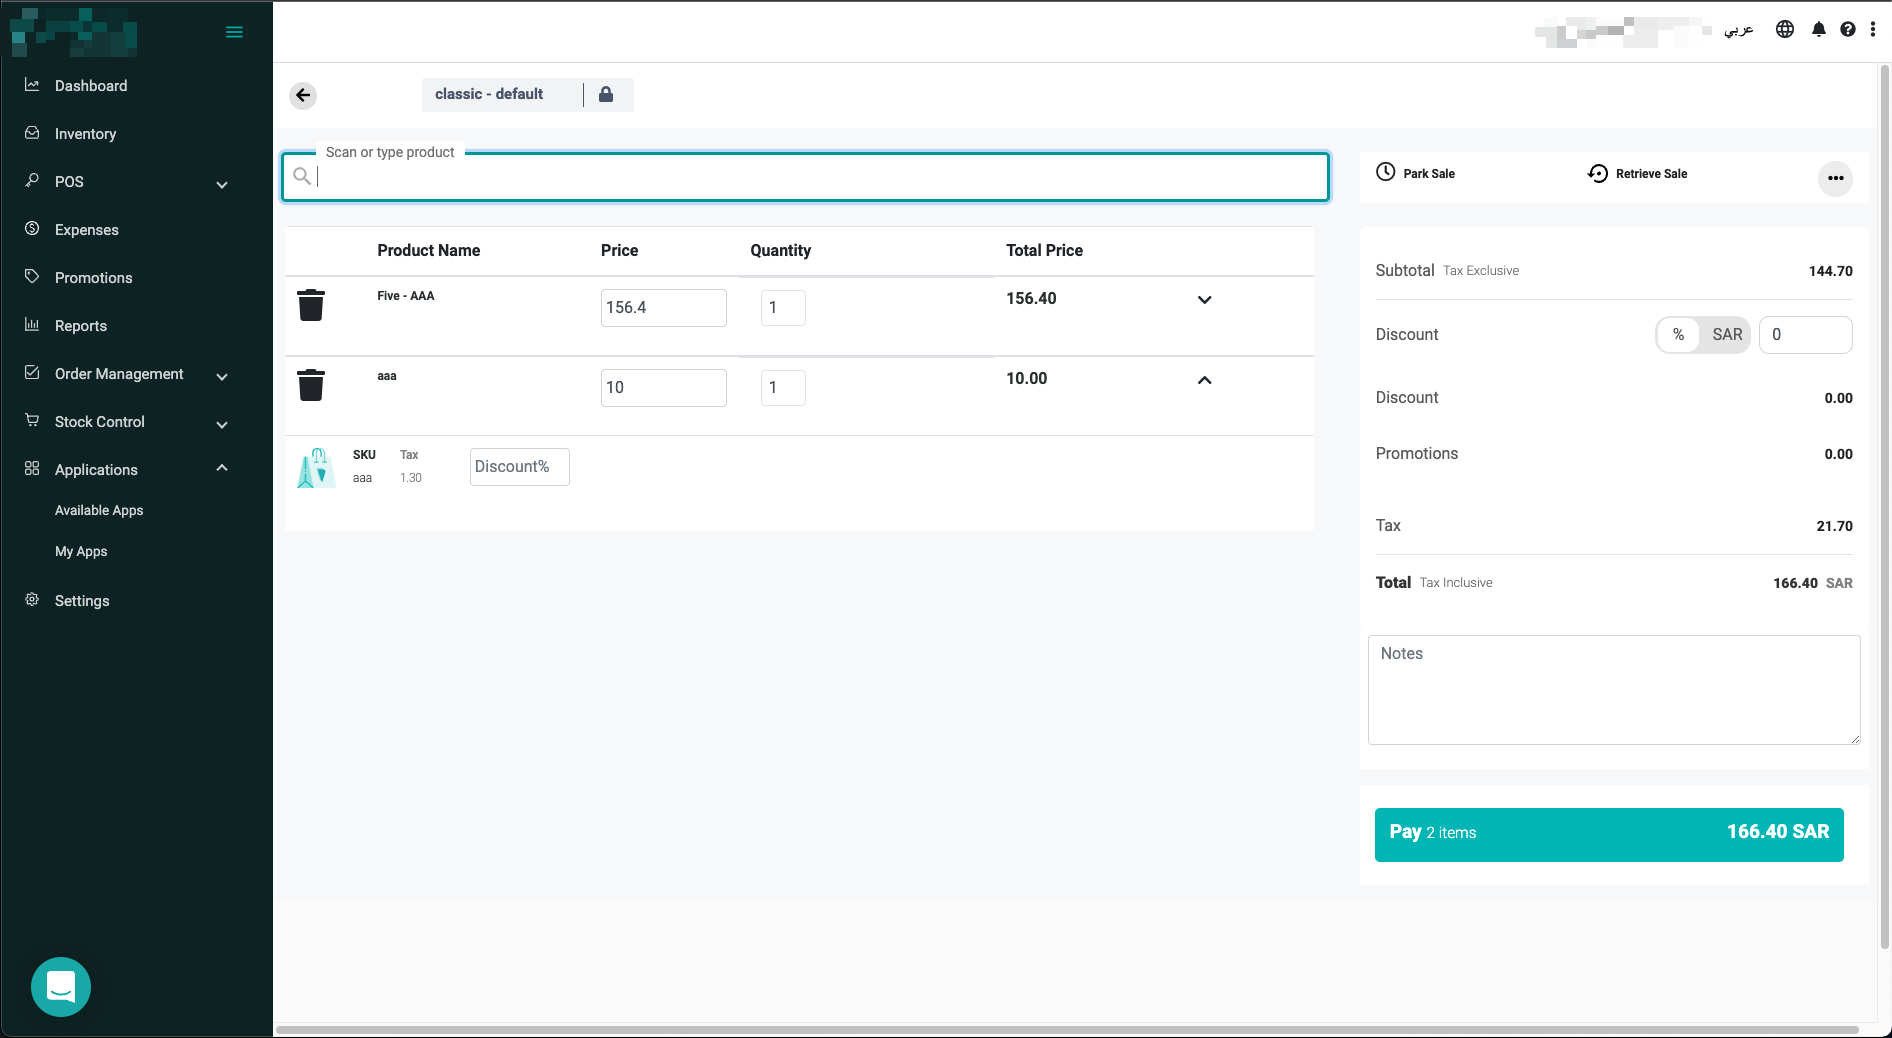 Dashboard
Inventory
POS
Expenses
Promotions
Reports
Order Management
Stock Control
Applications
Available Apps
My Apps
Settings
عربي
classic - default
Scan or type product
Product Name Price Quantity Total Price
Five - AAA 156.4 1 156.40
aaa 10 1 10.00
SKU Tax Discount%
aaa 1.30
Park Sale Retrieve Sale
Subtotal Tax Exclusive 144.70
Discount % SAR 0
Discount 0.00
Promotions 0.00
Tax 21.70
Total Tax Inclusive 166.40 SAR
Notes
Pay 2 items 166.40 SAR